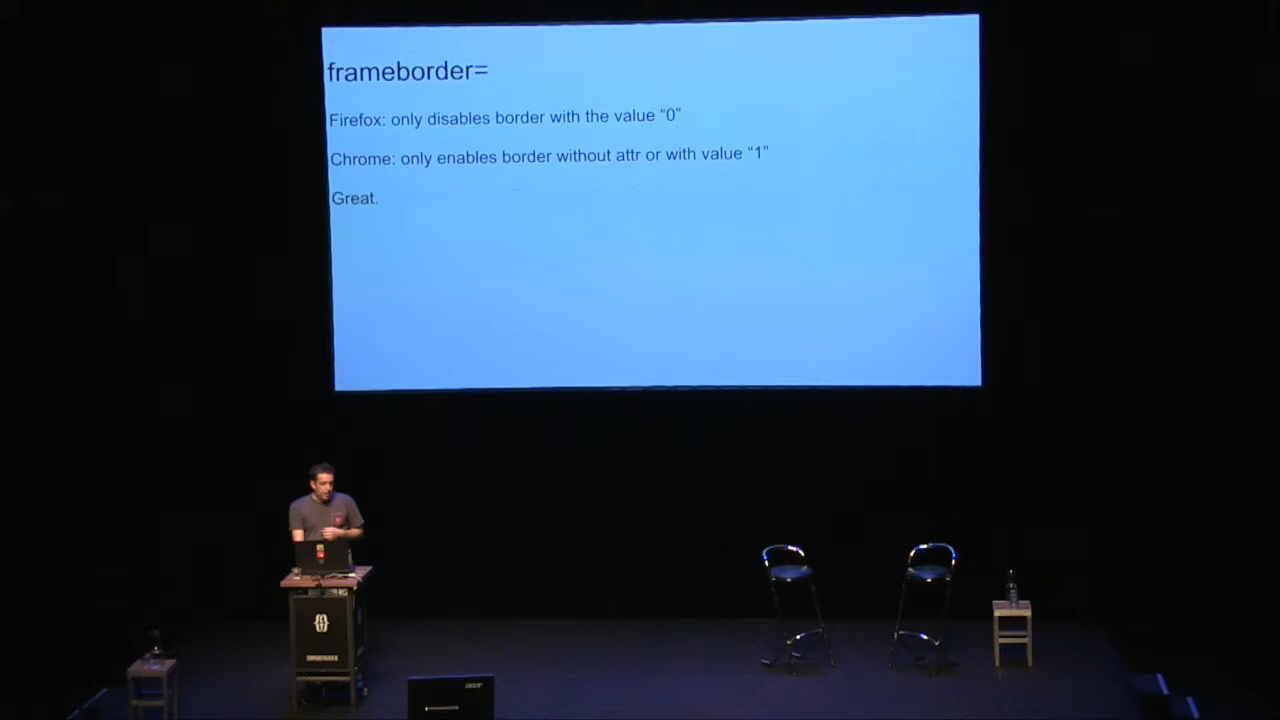 frameborder=
Firefox: only disables border with the value “0”
Chrome: only enables border without attr or with value “1”
Great.
acer